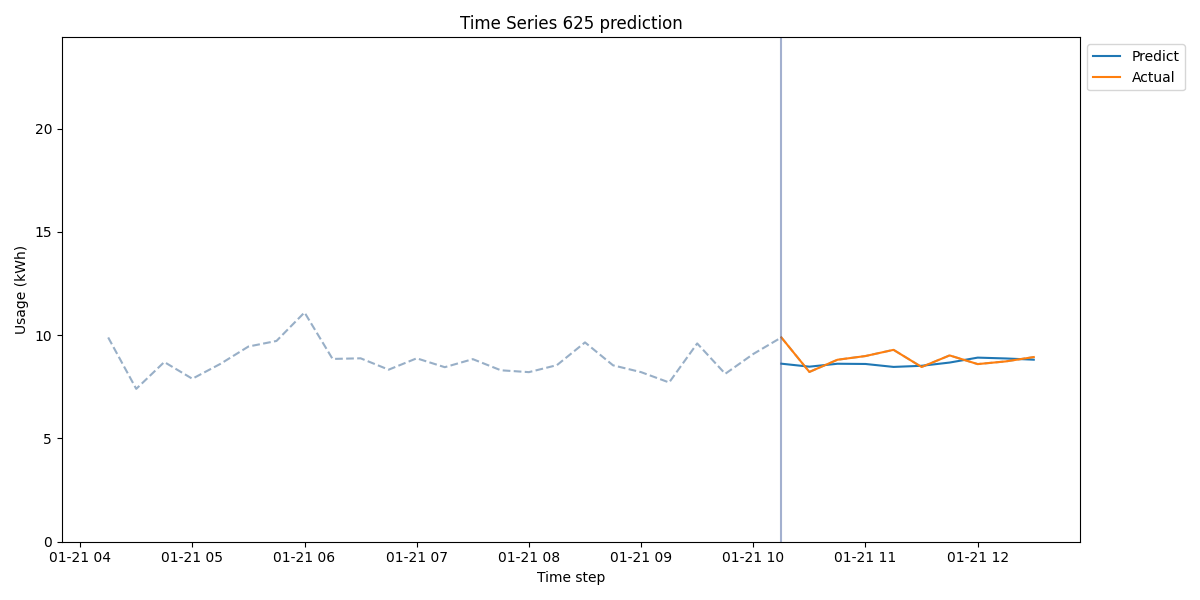 Time Series 625 prediction
Predict
Actual
Usage (kWh)
20
15
10
5
0
01-21 04
01-21 05
01-21 06
01-21 07
01-21 08
01-21 09
01-21 10
01-21 11
01-21 12
Time step